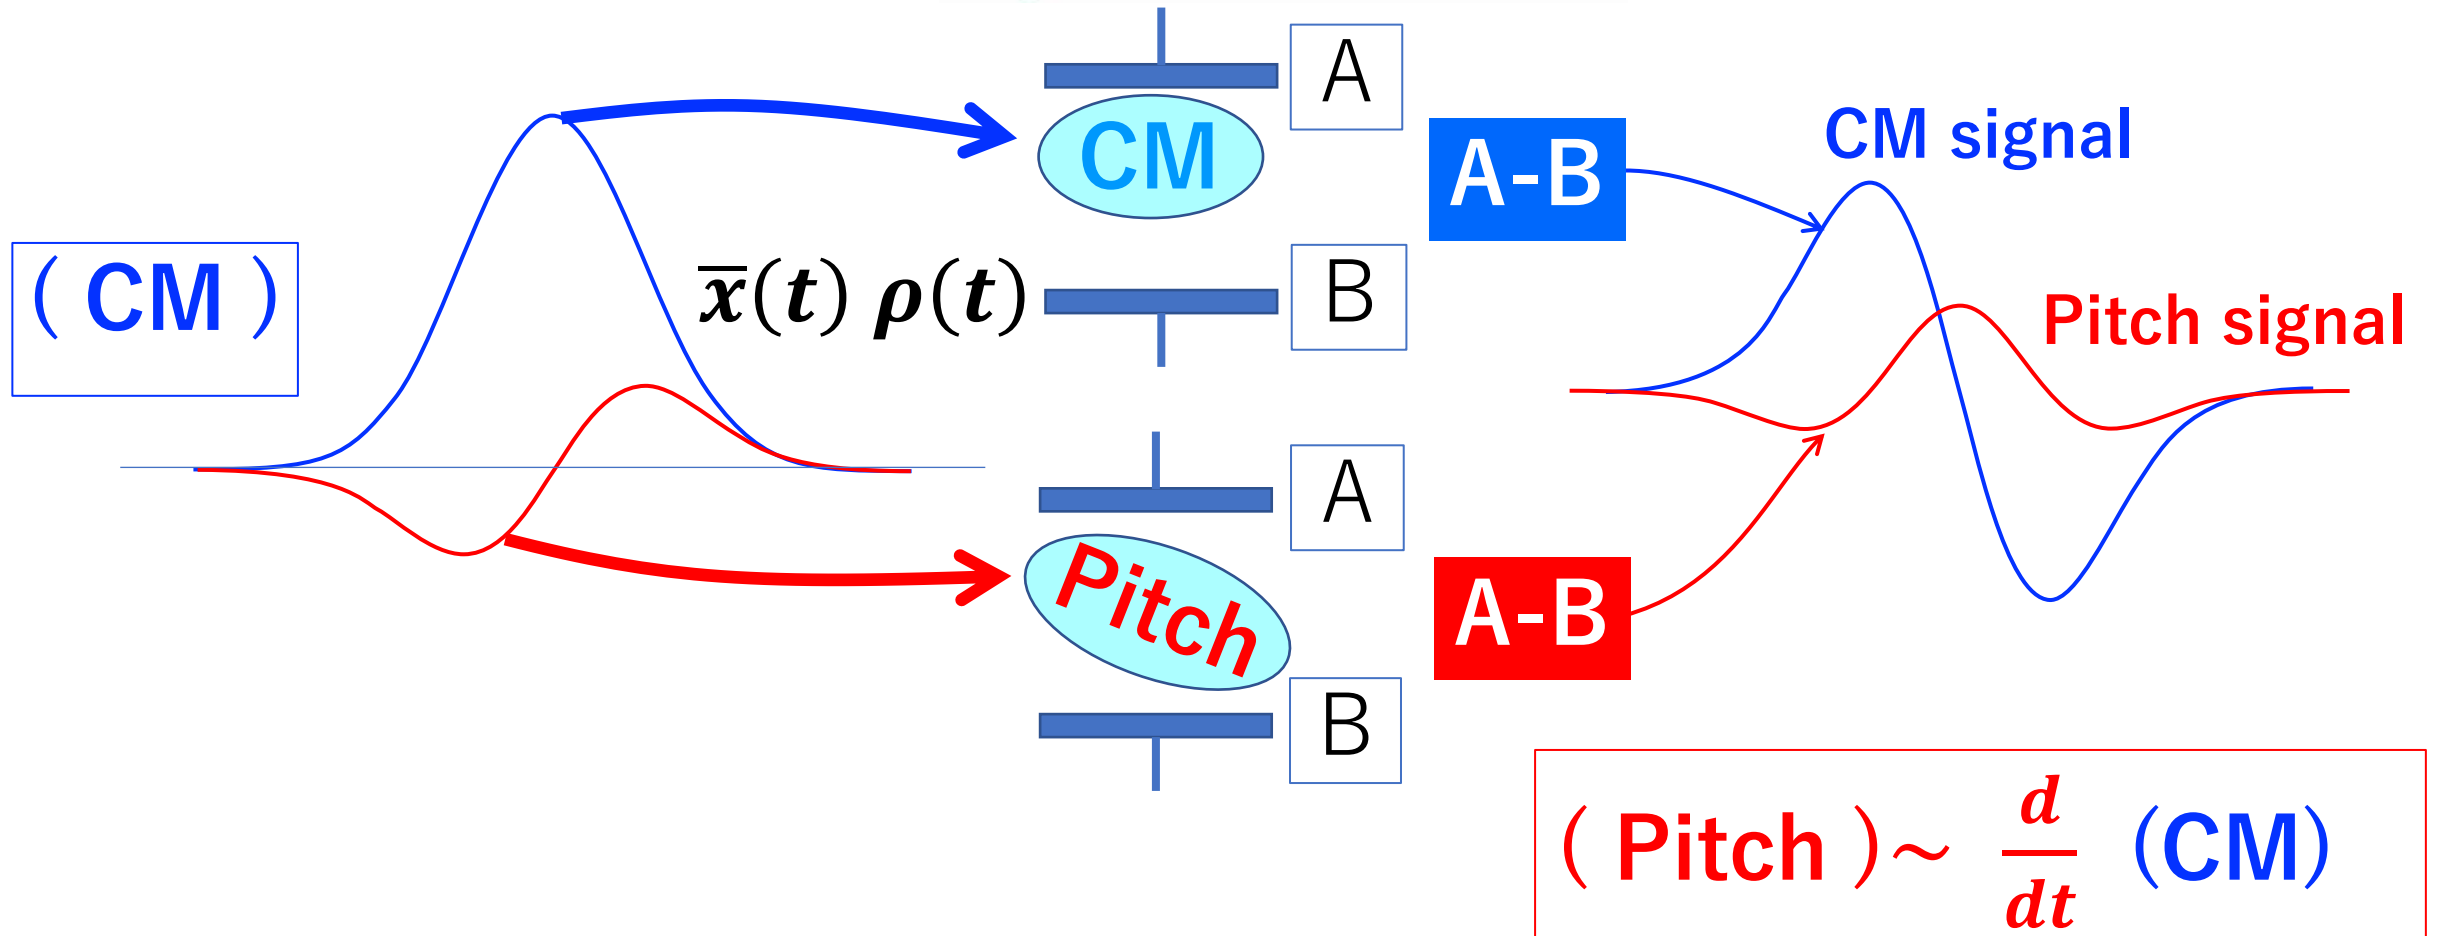 ( CM )
x̅(t) ρ(t)
A
CM
B
A-B
CM signal
Pitch signal
A
Pitch
B
A-B
( Pitch )~ d/dt (CM)